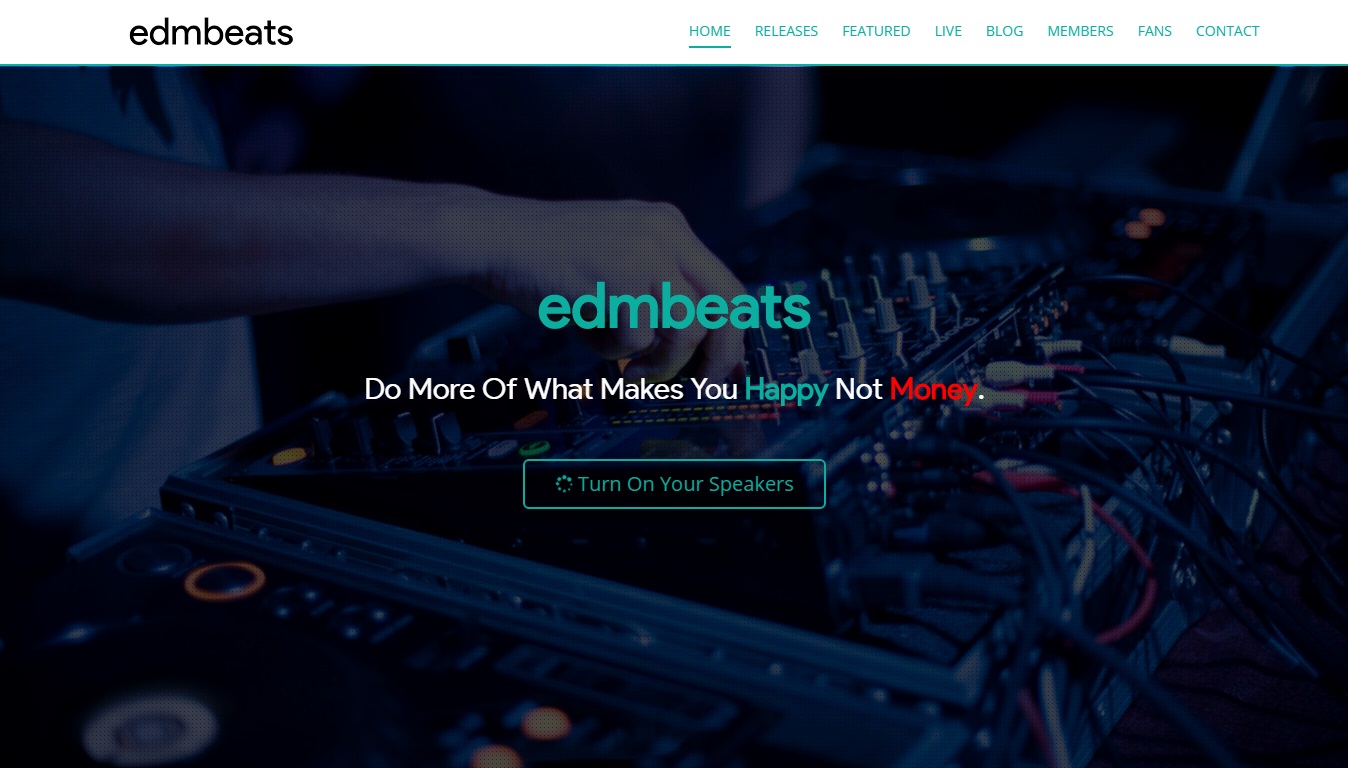 edmbeats
HOME RELEASES FEATURED LIVE BLOG MEMBERS FANS CONTACT
edmbeats
Do More Of What Makes You Happy Not Money.
Turn On Your Speakers